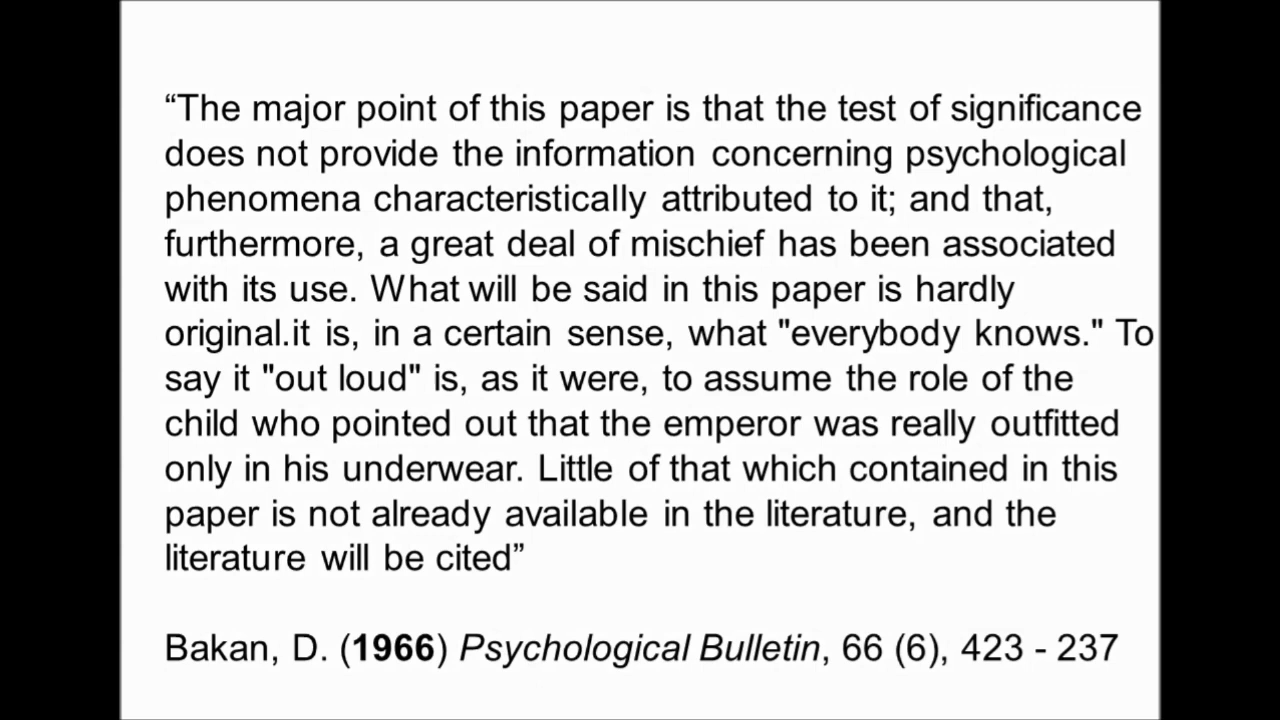 “The major point of this paper is that the test of significance
does not provide the information concerning psychological
phenomena characteristically attributed to it; and that,
furthermore, a great deal of mischief has been associated
with its use. What will be said in this paper is hardly
original.it is, in a certain sense, what "everybody knows." To
say it "out loud" is, as it were, to assume the role of the
child who pointed out that the emperor was really outfitted
only in his underwear. Little of that which contained in this
paper is not already available in the literature, and the
literature will be cited”
Bakan, D. (1966) Psychological Bulletin, 66 (6), 423 - 237